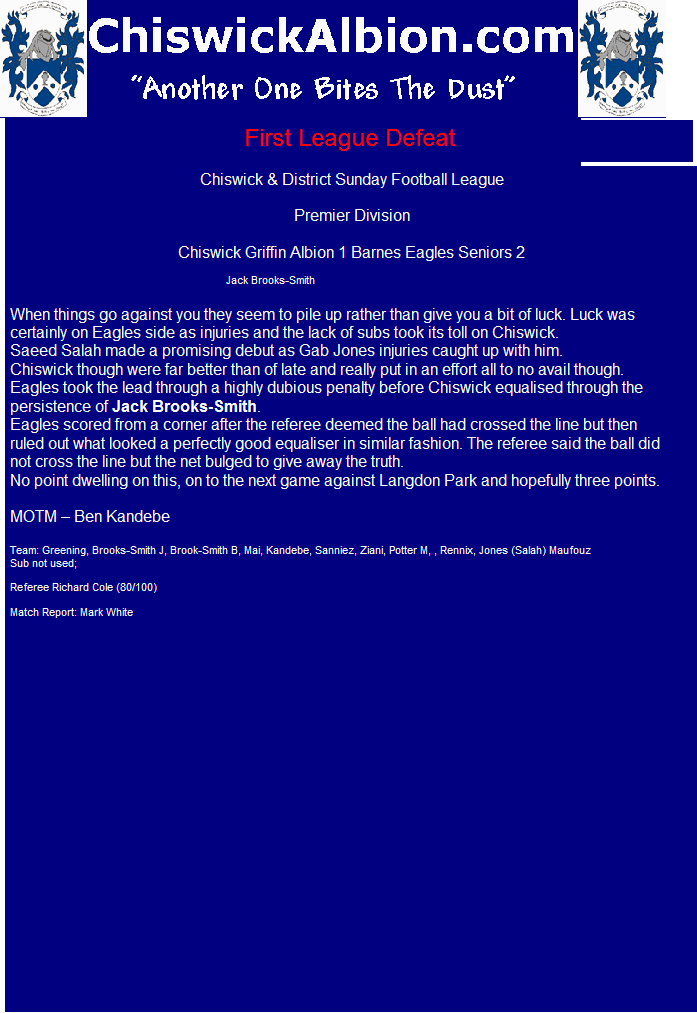 ChiswickAlbion.com
"Another One Bites The Dust"
First League Defeat
Chiswick & District Sunday Football League
Premier Division
Chiswick Griffin Albion 1 Barnes Eagles Seniors 2
Jack Brooks-Smith
When things go against you they seem to pile up rather than give you a bit of luck. Luck was
certainly on Eagles side as injuries and the lack of subs took its toll on Chiswick.
Saeed Salah made a promising debut as Gab Jones injuries caught up with him.
Chiswick though were far better than of late and really put in an effort all to no avail though.
Eagles took the lead through a highly dubious penalty before Chiswick equalised through the
persistence of Jack Brooks-Smith.
Eagles scored from a corner after the referee deemed the ball had crossed the line but then
ruled out what looked a perfectly good equaliser in similar fashion. The referee said the ball did
not cross the line but the net bulged to give away the truth.
No point dwelling on this, on to the next game against Langdon Park and hopefully three points.
MOTM – Ben Kandebe
Team: Greening, Brooks-Smith J, Brook-Smith B, Mai, Kandebe, Sanniez, Ziani, Potter M, , Rennix, Jones (Salah) Maufouz
Sub not used;
Referee Richard Cole (80/100)
Match Report: Mark White